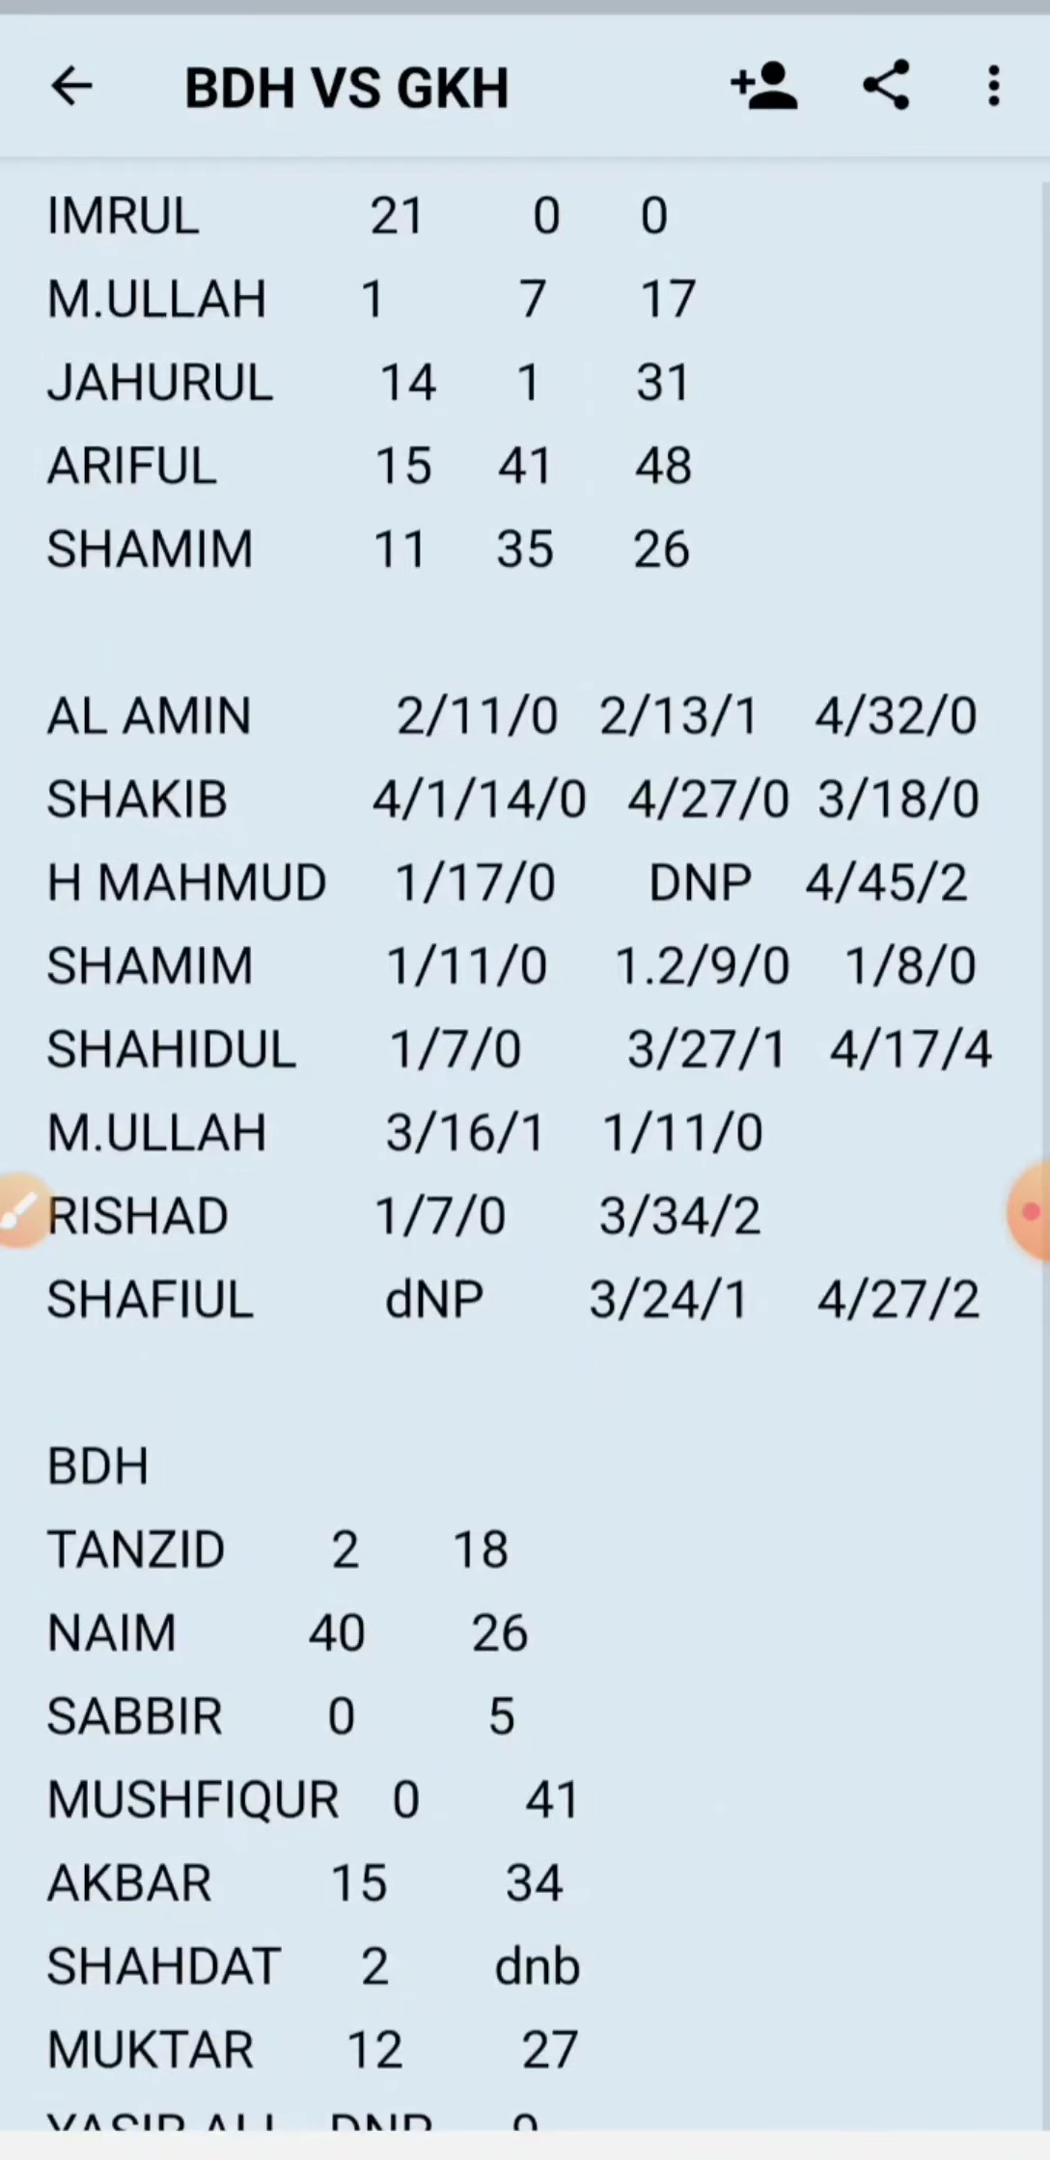 BDH VS GKH
IMRUL 21 0 0
M.ULLAH 1 7 17
JAHURUL 14 1 31
ARIFUL 15 41 48
SHAMIM 11 35 26
AL AMIN 2/11/0 2/13/1 4/32/0
SHAKIB 4/1/14/0 4/27/0 3/18/0
H MAHMUD 1/17/0 DNP 4/45/2
SHAMIM 1/11/0 1.2/9/0 1/8/0
SHAHIDUL 1/7/0 3/27/1 4/17/4
M.ULLAH 3/16/1 1/11/0
RISHAD 1/7/0 3/34/2
SHAFIUL dNP 3/24/1 4/27/2
BDH
TANZID 2 18
NAIM 40 26
SABBIR 0 5
MUSHFIQUR 0 41
AKBAR 15 34
SHAHDAT 2 dnb
MUKTAR 12 27
YASIR ALI DNP